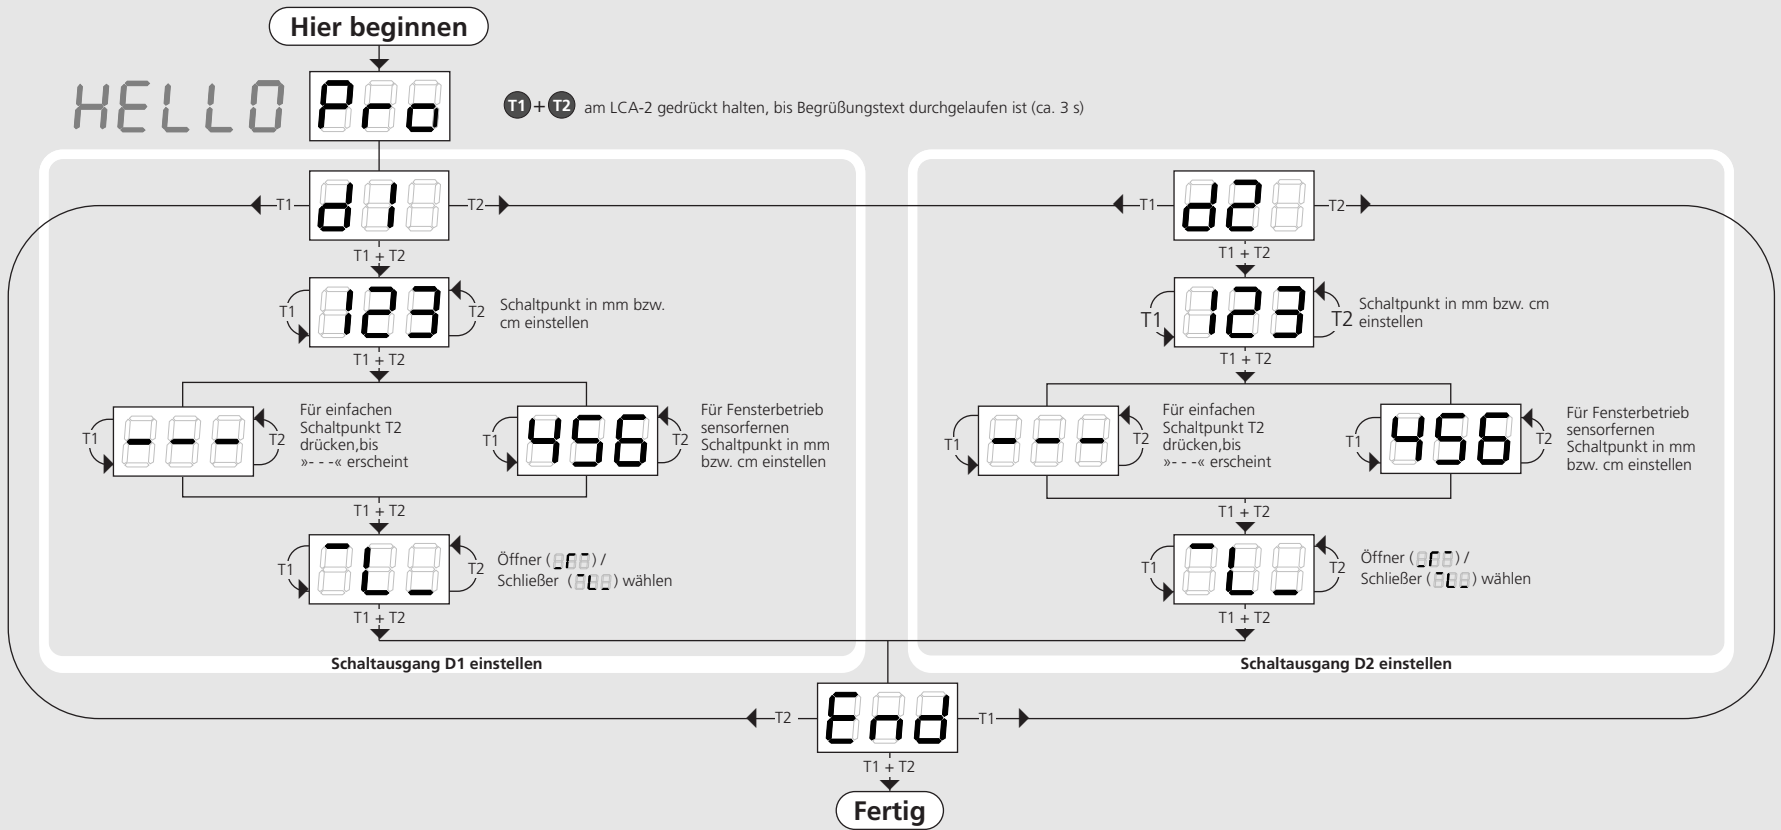 Hier beginnen
HELLO Pro
T1 + T2 am LCA-2 gedrückt halten, bis Begrüßungstext durchgelaufen ist (ca. 3 s)
T1 d1 T2
T1 + T2
T1 123 T2
Schaltpunkt in mm bzw.
cm einstellen
T1 + T2
T1 --- T2
Für einfachen
Schaltpunkt T2
drücken,bis
»- - -« erscheint
T1 456 T2
Für Fensterbetrieb
sensorfernen
Schaltpunkt in mm
bzw. cm einstellen
T1 + T2
T1 ¯L_ T2
Öffner (_┌¯) /
Schließer (¯L_) wählen
T1 + T2
Schaltausgang D1 einstellen
T1 d2 T2
T1 + T2
T1 123 T2
Schaltpunkt in mm bzw. cm
einstellen
T1 + T2
T1 --- T2
Für einfachen
Schaltpunkt T2
drücken,bis
»- - -« erscheint
T1 456 T2
Für Fensterbetrieb
sensorfernen
Schaltpunkt in mm
bzw. cm einstellen
T1 + T2
T1 ¯L_ T2
Öffner (_┌¯) /
Schließer (¯L_) wählen
T1 + T2
Schaltausgang D2 einstellen
T2 End T1
T1 + T2
Fertig